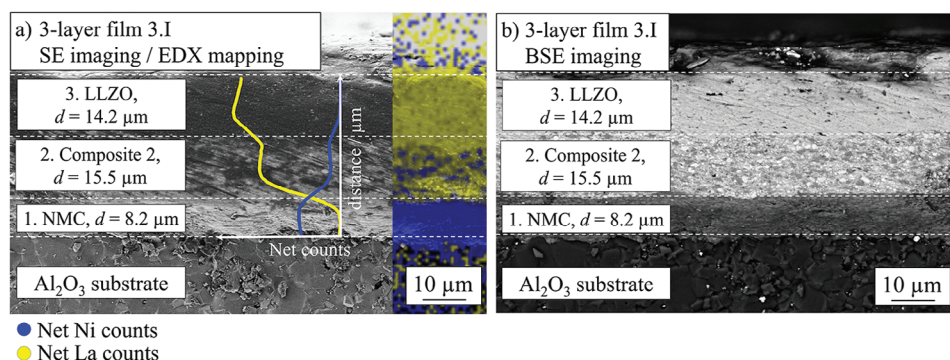 a) 3-layer film 3.I
SE imaging / EDX mapping
3. LLZO,
d = 14.2 µm
2. Composite 2,
d = 15.5 µm
1. NMC, d = 8.2 µm
Al₂O₃ substrate
distance / µm
Net counts
10 µm
b) 3-layer film 3.I
BSE imaging
3. LLZO,
d = 14.2 µm
2. Composite 2,
d = 15.5 µm
1. NMC, d = 8.2 µm
Al₂O₃ substrate
10 µm
Net Ni counts
Net La counts